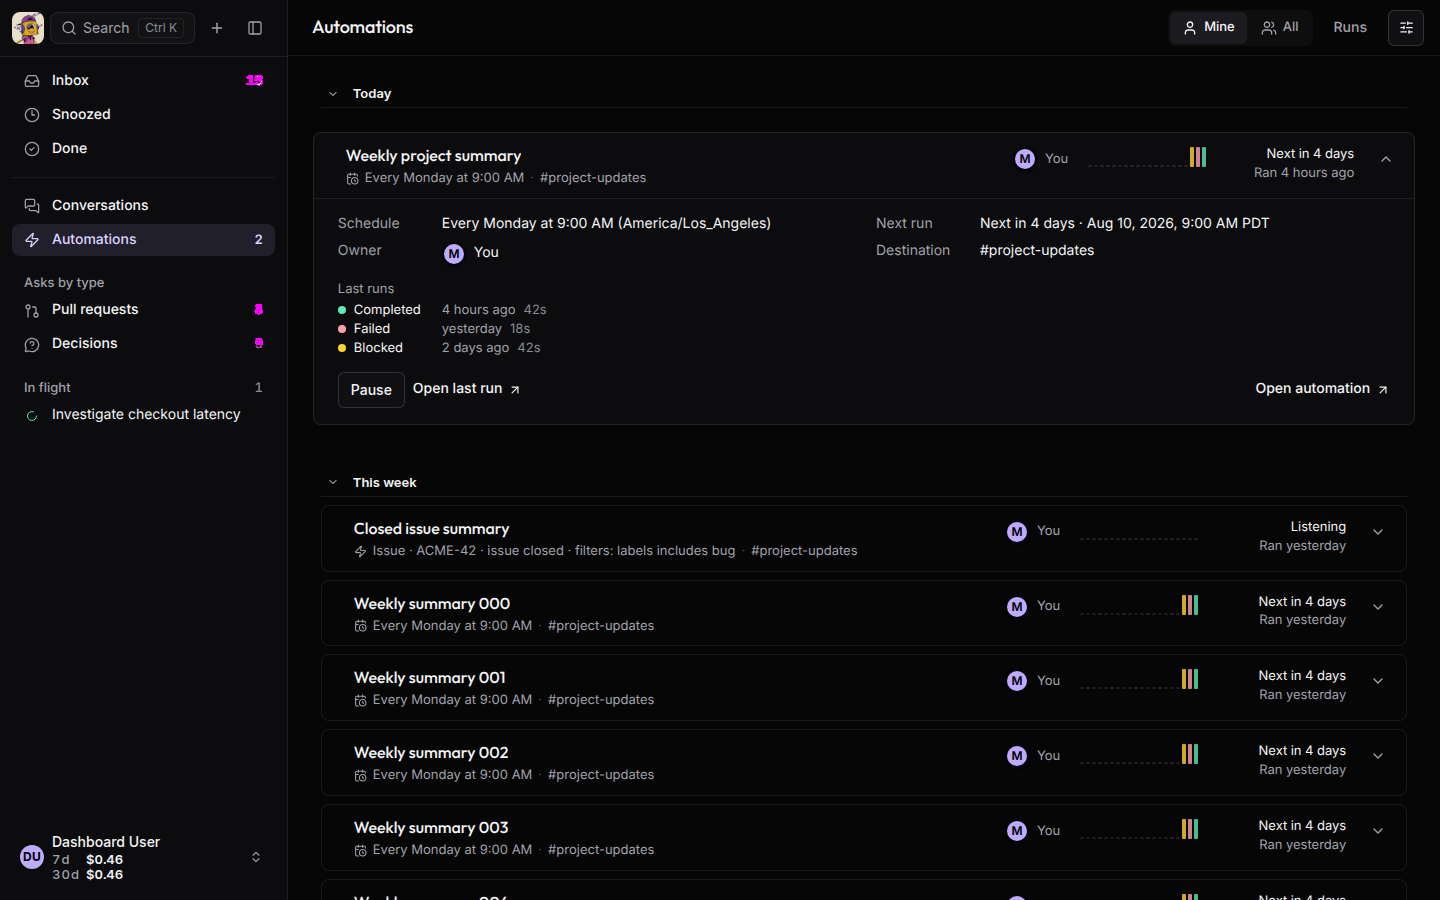 Search Ctrl K
Inbox
Snoozed
Done
Conversations
Automations 2
Asks by type
Pull requests
Decisions
In flight 1
Investigate checkout latency
DU Dashboard User
7d $0.46
30d $0.46
Automations
Mine All Runs
Today
Weekly project summary
Every Monday at 9:00 AM · #project-updates
M You
Next in 4 days
Ran 4 hours ago
Schedule Every Monday at 9:00 AM (America/Los_Angeles)
Next run Next in 4 days · Aug 10, 2026, 9:00 AM PDT
Owner M You
Destination #project-updates
Last runs
Completed 4 hours ago 42s
Failed yesterday 18s
Blocked 2 days ago 42s
Pause Open last run Open automation
This week
Closed issue summary
Issue · ACME-42 · issue closed · filters: labels includes bug · #project-updates
M You
Listening
Ran yesterday
Weekly summary 000
Every Monday at 9:00 AM · #project-updates
M You
Next in 4 days
Ran yesterday
Weekly summary 001
Every Monday at 9:00 AM · #project-updates
M You
Next in 4 days
Ran yesterday
Weekly summary 002
Every Monday at 9:00 AM · #project-updates
M You
Next in 4 days
Ran yesterday
Weekly summary 003
Every Monday at 9:00 AM · #project-updates
M You
Next in 4 days
Ran yesterday